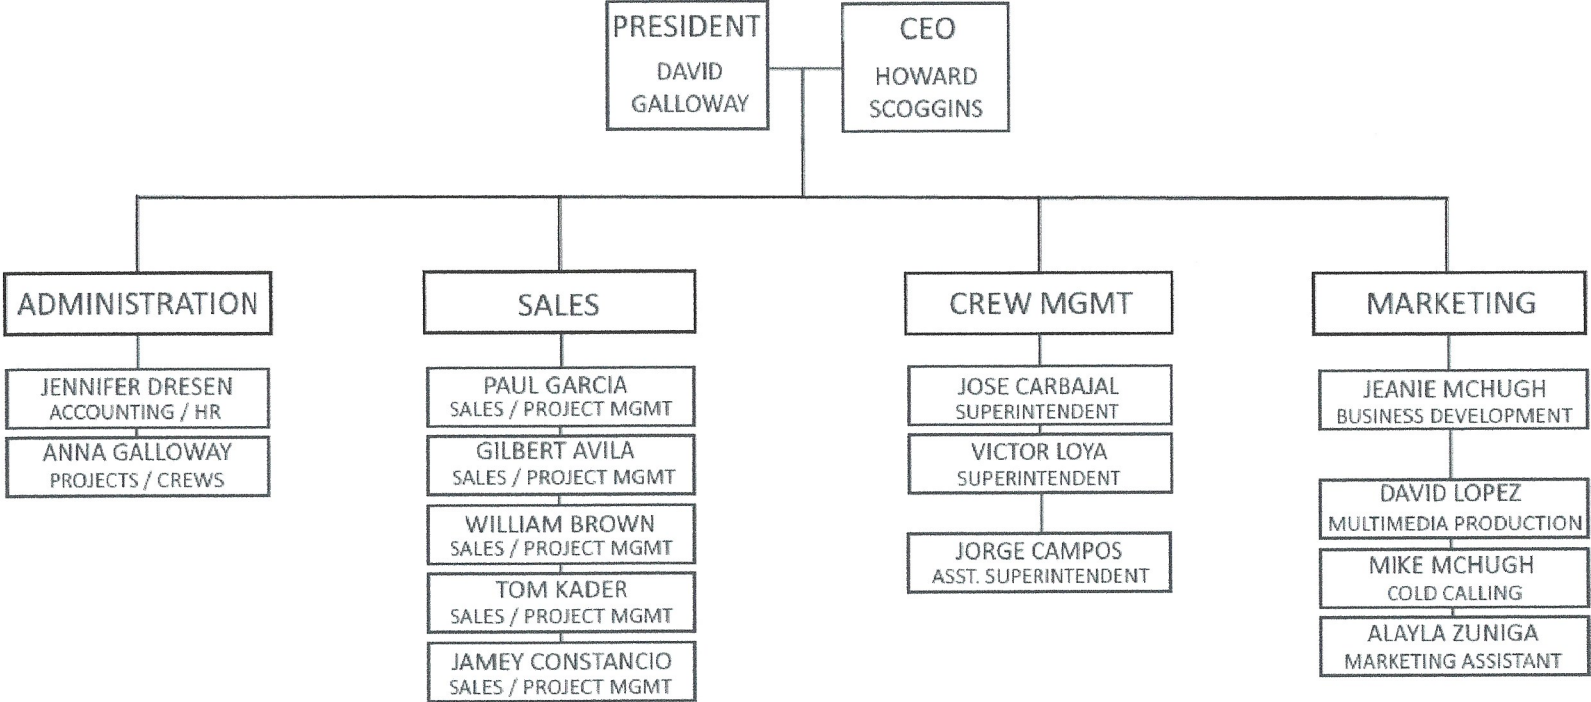 PRESIDENT
DAVID
GALLOWAY
CEO
HOWARD
SCOGGINS
ADMINISTRATION
JENNIFER DRESEN
ACCOUNTING / HR
ANNA GALLOWAY
PROJECTS / CREWS
SALES
PAUL GARCIA
SALES / PROJECT MGMT
GILBERT AVILA
SALES / PROJECT MGMT
WILLIAM BROWN
SALES / PROJECT MGMT
TOM KADER
SALES / PROJECT MGMT
JAMEY CONSTANCIO
SALES / PROJECT MGMT
CREW MGMT
JOSE CARBAJAL
SUPERINTENDENT
VICTOR LOYA
SUPERINTENDENT
JORGE CAMPOS
ASST. SUPERINTENDENT
MARKETING
JEANIE MCHUGH
BUSINESS DEVELOPMENT
DAVID LOPEZ
MULTIMEDIA PRODUCTION
MIKE MCHUGH
COLD CALLING
ALAYLA ZUNIGA
MARKETING ASSISTANT